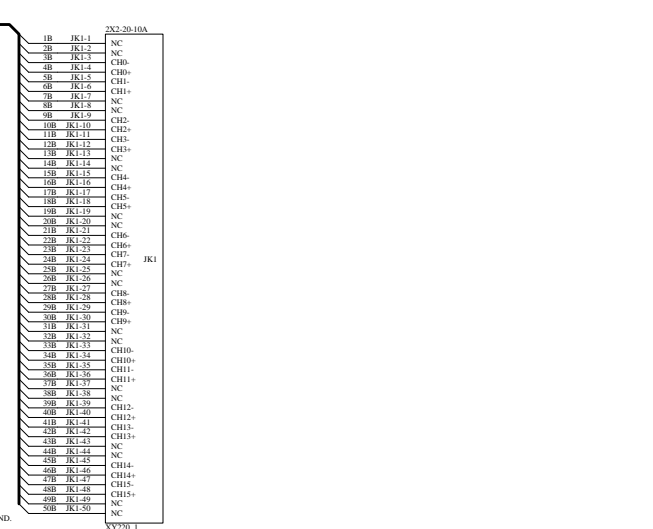 2X2-20-10A
1B JK1-1 NC
2B JK1-2 NC
3B JK1-3 CH0-
4B JK1-4 CH0+
5B JK1-5 CH1-
6B JK1-6 CH1+
7B JK1-7 NC
8B JK1-8 NC
9B JK1-9 CH2-
10B JK1-10 CH2+
11B JK1-11 CH3-
12B JK1-12 CH3+
13B JK1-13 NC
14B JK1-14 NC
15B JK1-15 CH4-
16B JK1-16 CH4+
17B JK1-17 CH5-
18B JK1-18 CH5+
19B JK1-19 NC
20B JK1-20 NC
21B JK1-21 CH6-
22B JK1-22 CH6+
23B JK1-23 CH7-
24B JK1-24 CH7+ JK1
25B JK1-25 NC
26B JK1-26 NC
27B JK1-27 CH8-
28B JK1-28 CH8+
29B JK1-29 CH9-
30B JK1-30 CH9+
31B JK1-31 NC
32B JK1-32 NC
33B JK1-33 CH10-
34B JK1-34 CH10+
35B JK1-35 CH11-
36B JK1-36 CH11+
37B JK1-37 NC
38B JK1-38 NC
39B JK1-39 CH12-
40B JK1-40 CH12+
41B JK1-41 CH13-
42B JK1-42 CH13+
43B JK1-43 NC
44B JK1-44 NC
45B JK1-45 CH14-
46B JK1-46 CH14+
47B JK1-47 CH15-
48B JK1-48 CH15+
49B JK1-49 NC
50B JK1-50 NC
ND.
XY220_1